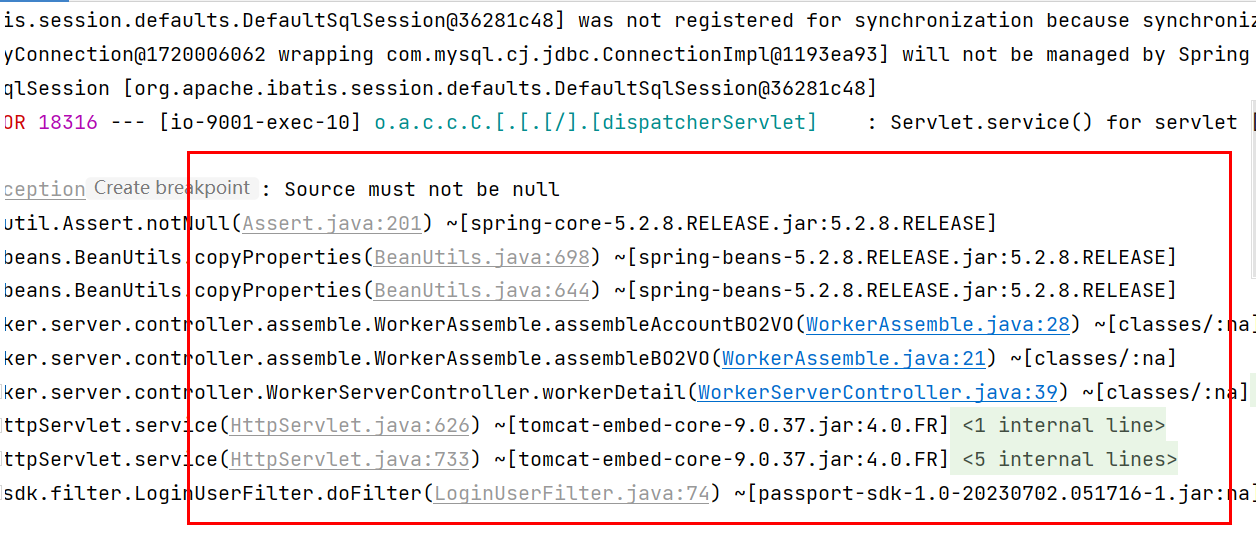 is.session.defaults.DefaultSqlSession@36281c48] was not registered for synchronization because synchroniz
yConnection@1720006062 wrapping com.mysql.cj.jdbc.ConnectionImpl@1193ea93] will not be managed by Spring
qlSession [org.apache.ibatis.session.defaults.DefaultSqlSession@36281c48]
OR 18316 --- [io-9001-exec-10] o.a.c.c.C.[.[.[/].[dispatcherServlet]    : Servlet.service() for servlet [
ception Create breakpoint : Source must not be null
util.Assert.notNull(Assert.java:201) ~[spring-core-5.2.8.RELEASE.jar:5.2.8.RELEASE]
beans.BeanUtils.copyProperties(BeanUtils.java:698) ~[spring-beans-5.2.8.RELEASE.jar:5.2.8.RELEASE]
beans.BeanUtils.copyProperties(BeanUtils.java:644) ~[spring-beans-5.2.8.RELEASE.jar:5.2.8.RELEASE]
ker.server.controller.assemble.WorkerAssemble.assembleAccountBO2VO(WorkerAssemble.java:28) ~[classes/:na]
ker.server.controller.assemble.WorkerAssemble.assembleBO2VO(WorkerAssemble.java:21) ~[classes/:na]
ker.server.controller.WorkerServerController.workerDetail(WorkerServerController.java:39) ~[classes/:na]
ttpServlet.service(HttpServlet.java:626) ~[tomcat-embed-core-9.0.37.jar:4.0.FR] <1 internal line>
ttpServlet.service(HttpServlet.java:733) ~[tomcat-embed-core-9.0.37.jar:4.0.FR] <5 internal lines>
sdk.filter.LoginUserFilter.doFilter(LoginUserFilter.java:74) ~[passport-sdk-1.0-20230702.051716-1.jar:na]